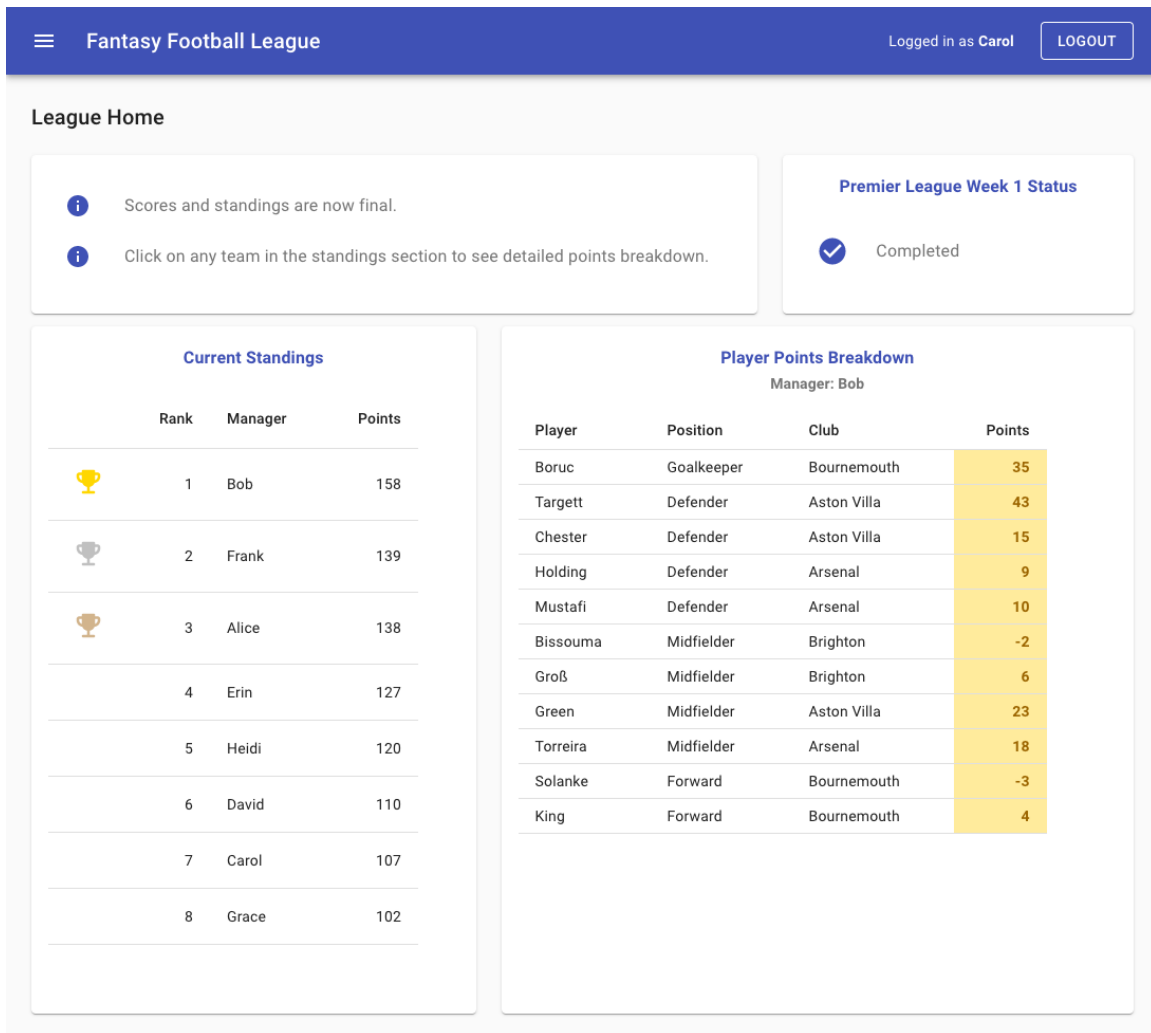 Fantasy Football League
Logged in as Carol
LOGOUT
League Home
Scores and standings are now final.
Click on any team in the standings section to see detailed points breakdown.
Premier League Week 1 Status
Completed
Current Standings
Rank Manager Points
1 Bob 158
2 Frank 139
3 Alice 138
4 Erin 127
5 Heidi 120
6 David 110
7 Carol 107
8 Grace 102
Player Points Breakdown
Manager: Bob
Player Position Club Points
Boruc Goalkeeper Bournemouth 35
Targett Defender Aston Villa 43
Chester Defender Aston Villa 15
Holding Defender Arsenal 9
Mustafi Defender Arsenal 10
Bissouma Midfielder Brighton -2
Groß Midfielder Brighton 6
Green Midfielder Aston Villa 23
Torreira Midfielder Arsenal 18
Solanke Forward Bournemouth -3
King Forward Bournemouth 4